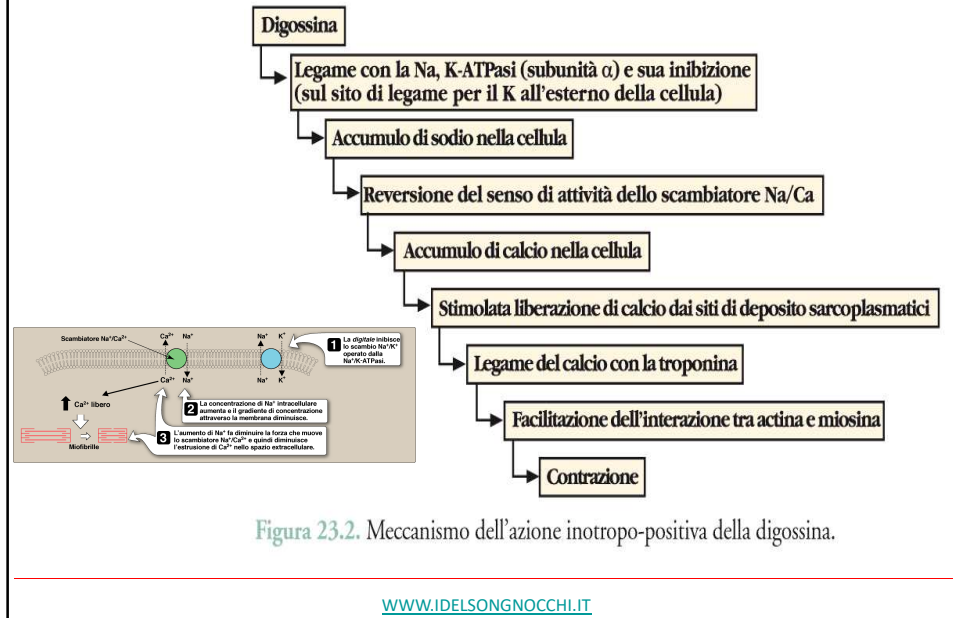 Digossina
Legame con la Na, K-ATPasi (subunità α) e sua inibizione
(sul sito di legame per il K all'esterno della cellula)
Accumulo di sodio nella cellula
Reversione del senso di attività dello scambiatore Na/Ca
Accumulo di calcio nella cellula
Stimolata liberazione di calcio dai siti di deposito sarcoplasmatici
Legame del calcio con la troponina
Facilitazione dell'interazione tra actina e miosina
Contrazione
Scambiatore Na⁺/Ca²⁺
Ca²⁺ Na⁺
Na⁺ K⁺
1 La digitale inibisce
lo scambio Na⁺/K⁺
operato dalla
Na⁺/K⁺-ATPasi.
Ca²⁺ Na⁺
Na⁺ K⁺
Ca²⁺ libero
2 La concentrazione di Na⁺ intracellulare
aumenta e il gradiente di concentrazione
attraverso la membrana diminuisce.
3 L'aumento di Na⁺ fa diminuire la forza che muove
lo scambiatore Na⁺/Ca²⁺ e quindi diminuisce
l'estrusione di Ca²⁺ nello spazio extracellulare.
Miofibrille
Figura 23.2. Meccanismo dell'azione inotropo-positiva della digossina.
WWW.IDELSONGNOCCHI.IT